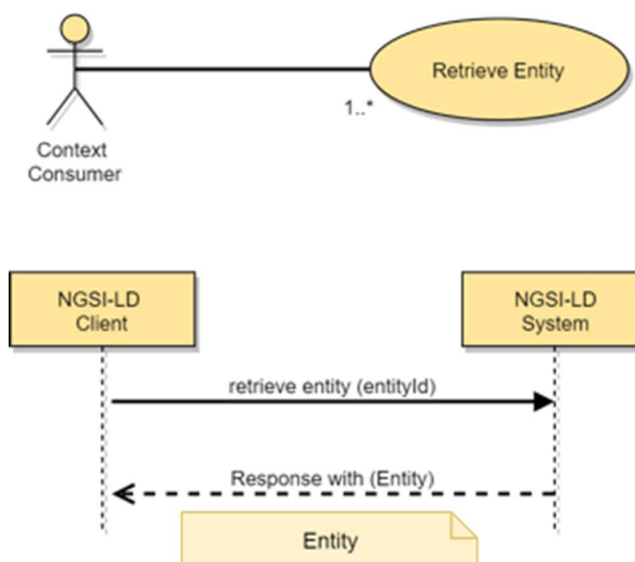 Retrieve Entity
1..*
Context
Consumer
NGSI-LD
Client
NGSI-LD
System
retrieve entity (entityId)
Response with (Entity)
Entity